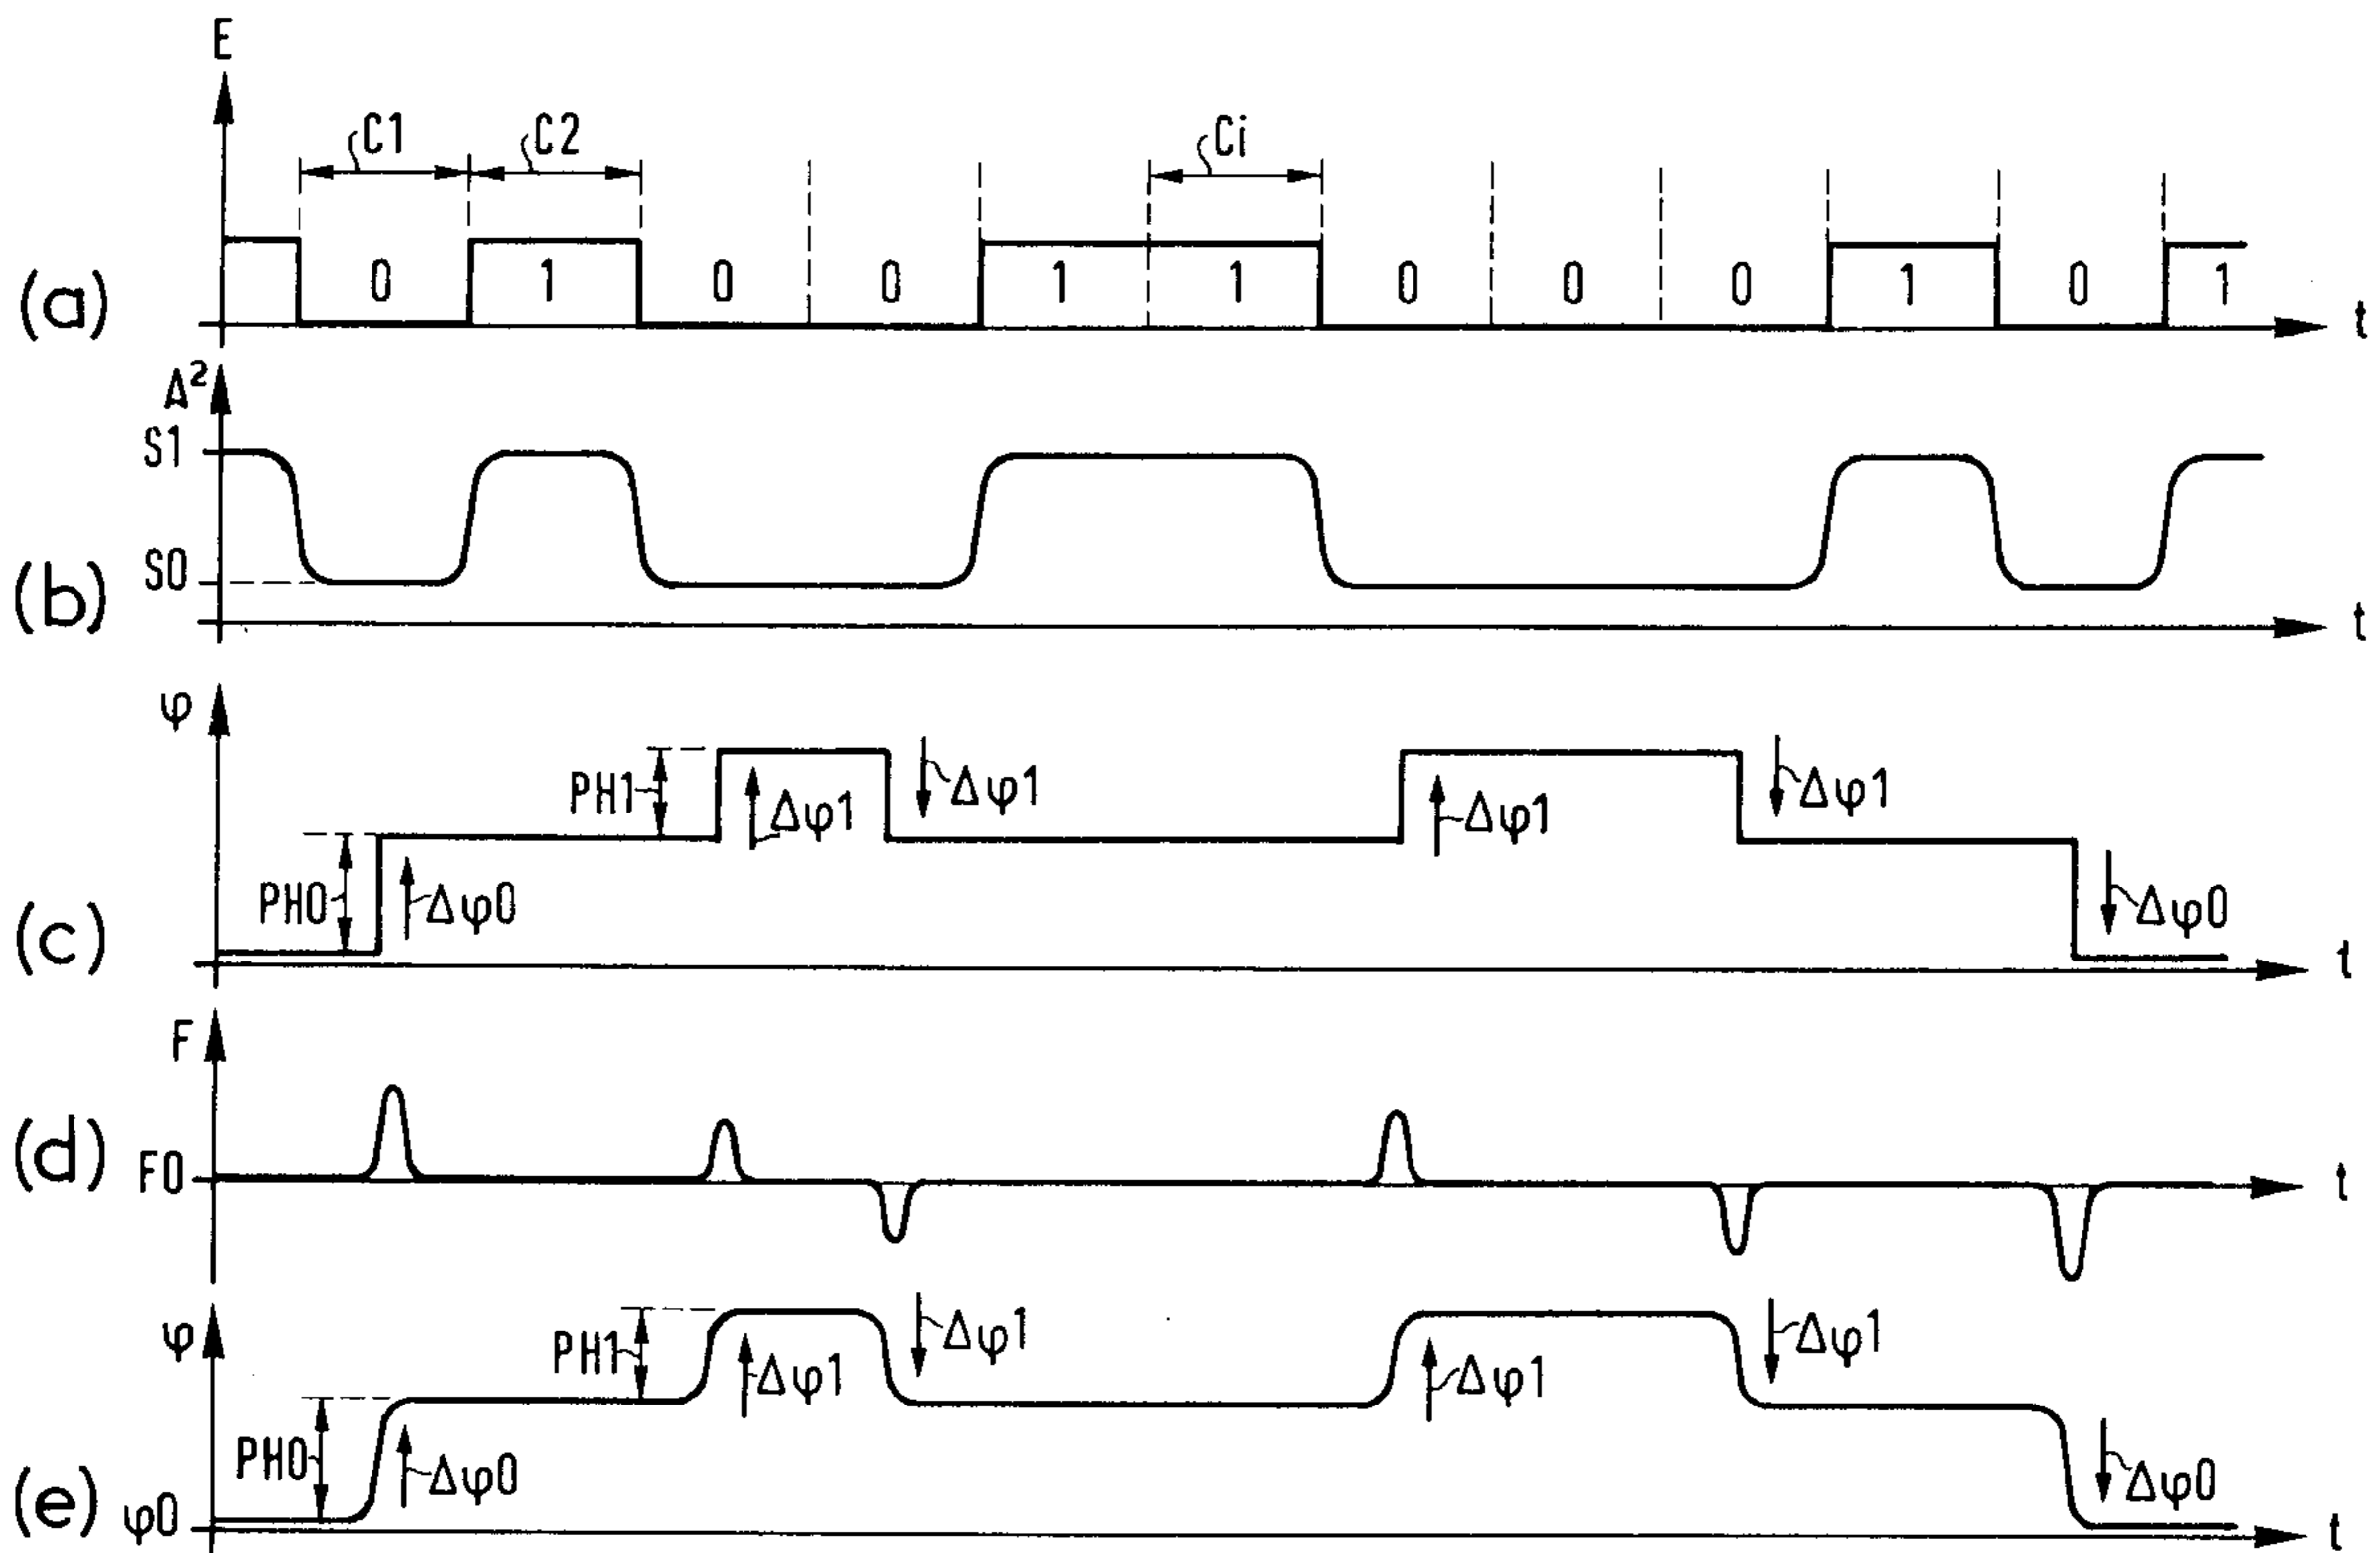 E
C1 C2 Ci
(a) 0 1 0 0 1 1 0 0 0 1 0 1 t
A²
S1
S0
(b) t
φ
PH1 Δφ1 Δφ1 Δφ1 Δφ1
PH0 Δφ0 Δφ0
(c) t
F
(d) F0 t
φ
PH1 Δφ1 Δφ1 Δφ1 Δφ1
PH0 Δφ0 Δφ0
(e) φ0 t